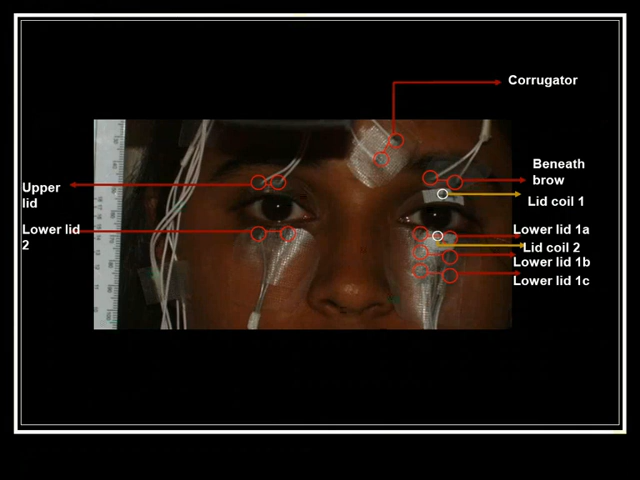 Corrugator
Beneath
brow
Upper
lid
Lid coil 1
Lower lid
2
Lower lid 1a
Lid coil 2
Lower lid 1b
Lower lid 1c